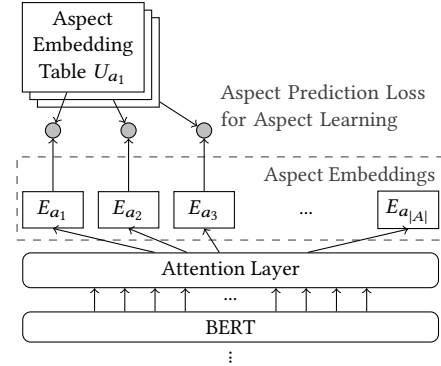 Aspect
Embedding
Table U_{a_1}
Aspect Prediction Loss
for Aspect Learning
Aspect Embeddings
E_{a_1} E_{a_2} E_{a_3} ... E_{a_{|A|}}
Attention Layer
...
BERT
...